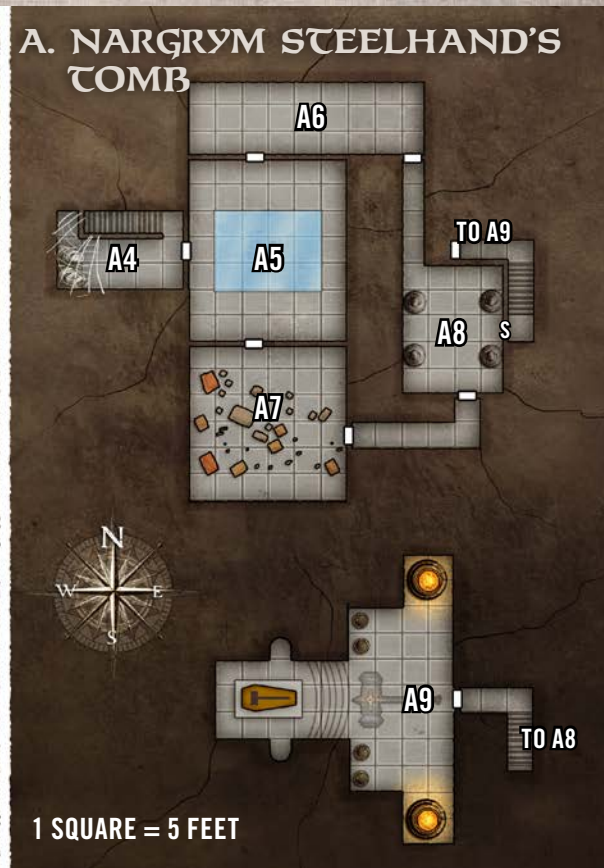 A. NARGRYM STEELHAND'S
TOMB
A6
TO A9
A4
A5
A8
S
A7
N
W
E
S
A9
TO A8
1 SQUARE = 5 FEET